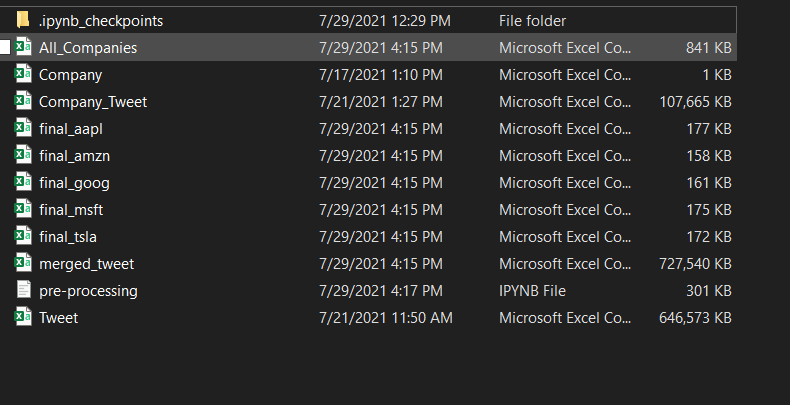 .ipynb_checkpoints 7/29/2021 12:29 PM File folder
All_Companies 7/29/2021 4:15 PM Microsoft Excel Co... 841 KB
Company 7/17/2021 1:10 PM Microsoft Excel Co... 1 KB
Company_Tweet 7/21/2021 1:27 PM Microsoft Excel Co... 107,665 KB
final_aapl 7/29/2021 4:15 PM Microsoft Excel Co... 177 KB
final_amzn 7/29/2021 4:15 PM Microsoft Excel Co... 158 KB
final_goog 7/29/2021 4:15 PM Microsoft Excel Co... 161 KB
final_msft 7/29/2021 4:15 PM Microsoft Excel Co... 175 KB
final_tsla 7/29/2021 4:15 PM Microsoft Excel Co... 172 KB
merged_tweet 7/29/2021 4:15 PM Microsoft Excel Co... 727,540 KB
pre-processing 7/29/2021 4:17 PM IPYNB File 301 KB
Tweet 7/21/2021 11:50 AM Microsoft Excel Co... 646,573 KB